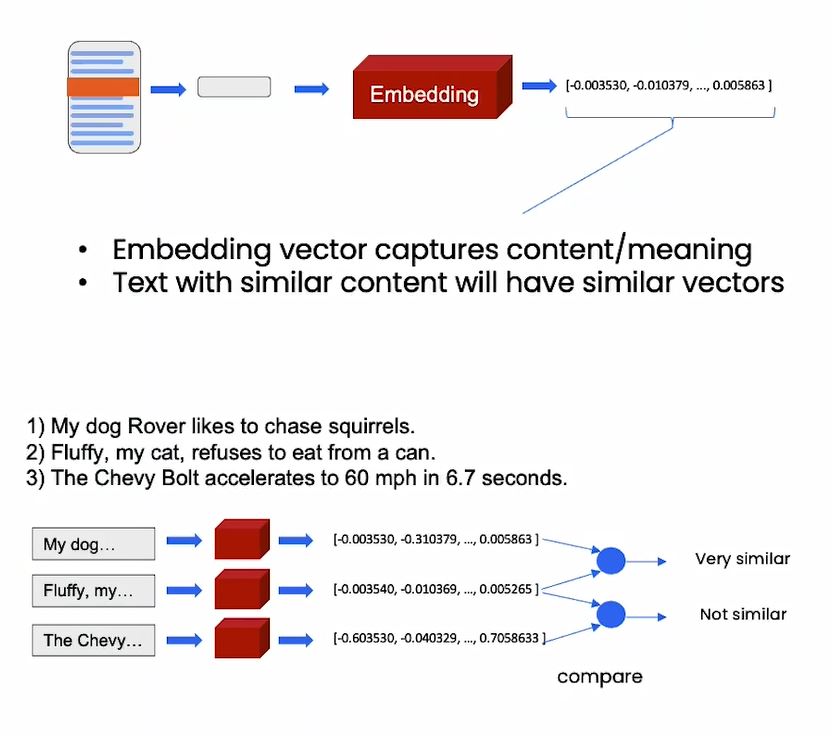 Embedding
[-0.003530, -0.010379, ..., 0.005863 ]
• Embedding vector captures content/meaning
• Text with similar content will have similar vectors
1) My dog Rover likes to chase squirrels.
2) Fluffy, my cat, refuses to eat from a can.
3) The Chevy Bolt accelerates to 60 mph in 6.7 seconds.
My dog...
[-0.003530, -0.310379, ..., 0.005863 ]
Very similar
Fluffy, my...
[-0.003540, -0.010369, ..., 0.005265 ]
Not similar
The Chevy...
[-0.603530, -0.040329, ..., 0.7058633 ]
compare